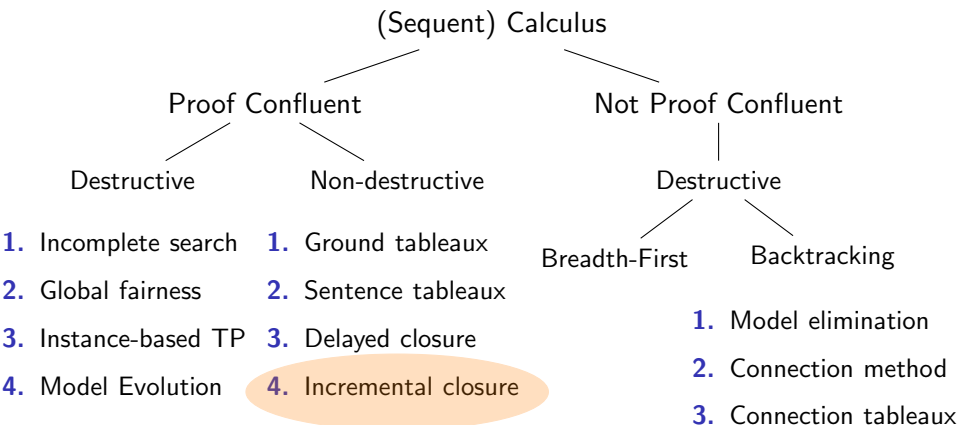 (Sequent) Calculus
Proof Confluent
Not Proof Confluent
Destructive
Non-destructive
Destructive
1. Incomplete search
2. Global fairness
3. Instance-based TP
4. Model Evolution
1. Ground tableaux
2. Sentence tableaux
3. Delayed closure
4. Incremental closure
Breadth-First
Backtracking
1. Model elimination
2. Connection method
3. Connection tableaux